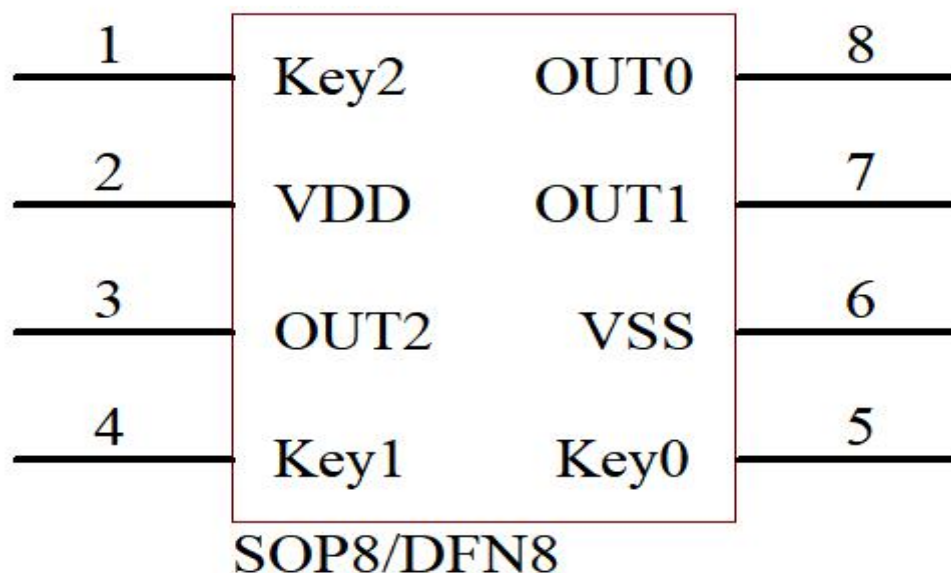 1 Key2 OUT0 8
2 VDD OUT1 7
3 OUT2 VSS 6
4 Key1 Key0 5
SOP8/DFN8